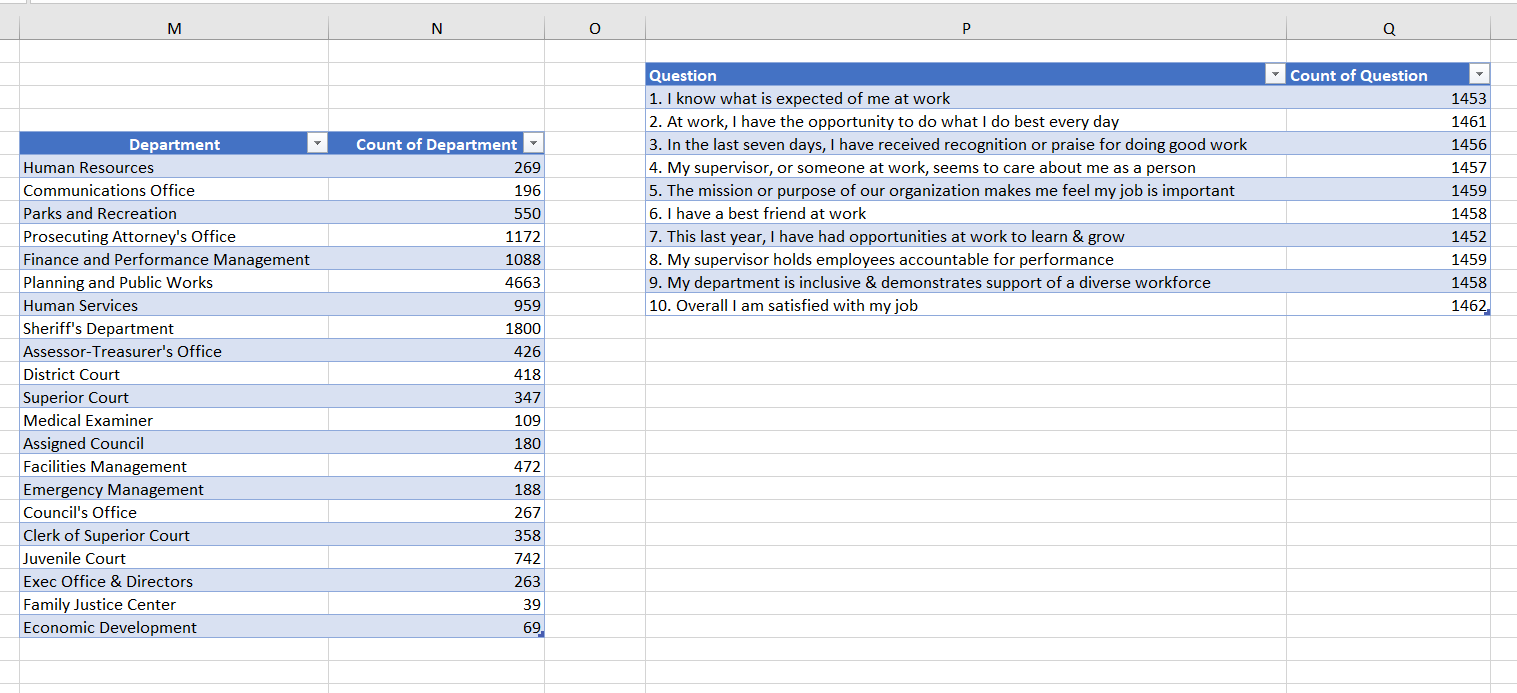 M N O P Q
Question Count of Question
1. I know what is expected of me at work 1453
2. At work, I have the opportunity to do what I do best every day 1461
Department Count of Department 3. In the last seven days, I have received recognition or praise for doing good work 1456
Human Resources 269 4. My supervisor, or someone at work, seems to care about me as a person 1457
Communications Office 196 5. The mission or purpose of our organization makes me feel my job is important 1459
Parks and Recreation 550 6. I have a best friend at work 1458
Prosecuting Attorney's Office 1172 7. This last year, I have had opportunities at work to learn & grow 1452
Finance and Performance Management 1088 8. My supervisor holds employees accountable for performance 1459
Planning and Public Works 4663 9. My department is inclusive & demonstrates support of a diverse workforce 1458
Human Services 959 10. Overall I am satisfied with my job 1462
Sheriff's Department 1800
Assessor-Treasurer's Office 426
District Court 418
Superior Court 347
Medical Examiner 109
Assigned Council 180
Facilities Management 472
Emergency Management 188
Council's Office 267
Clerk of Superior Court 358
Juvenile Court 742
Exec Office & Directors 263
Family Justice Center 39
Economic Development 69